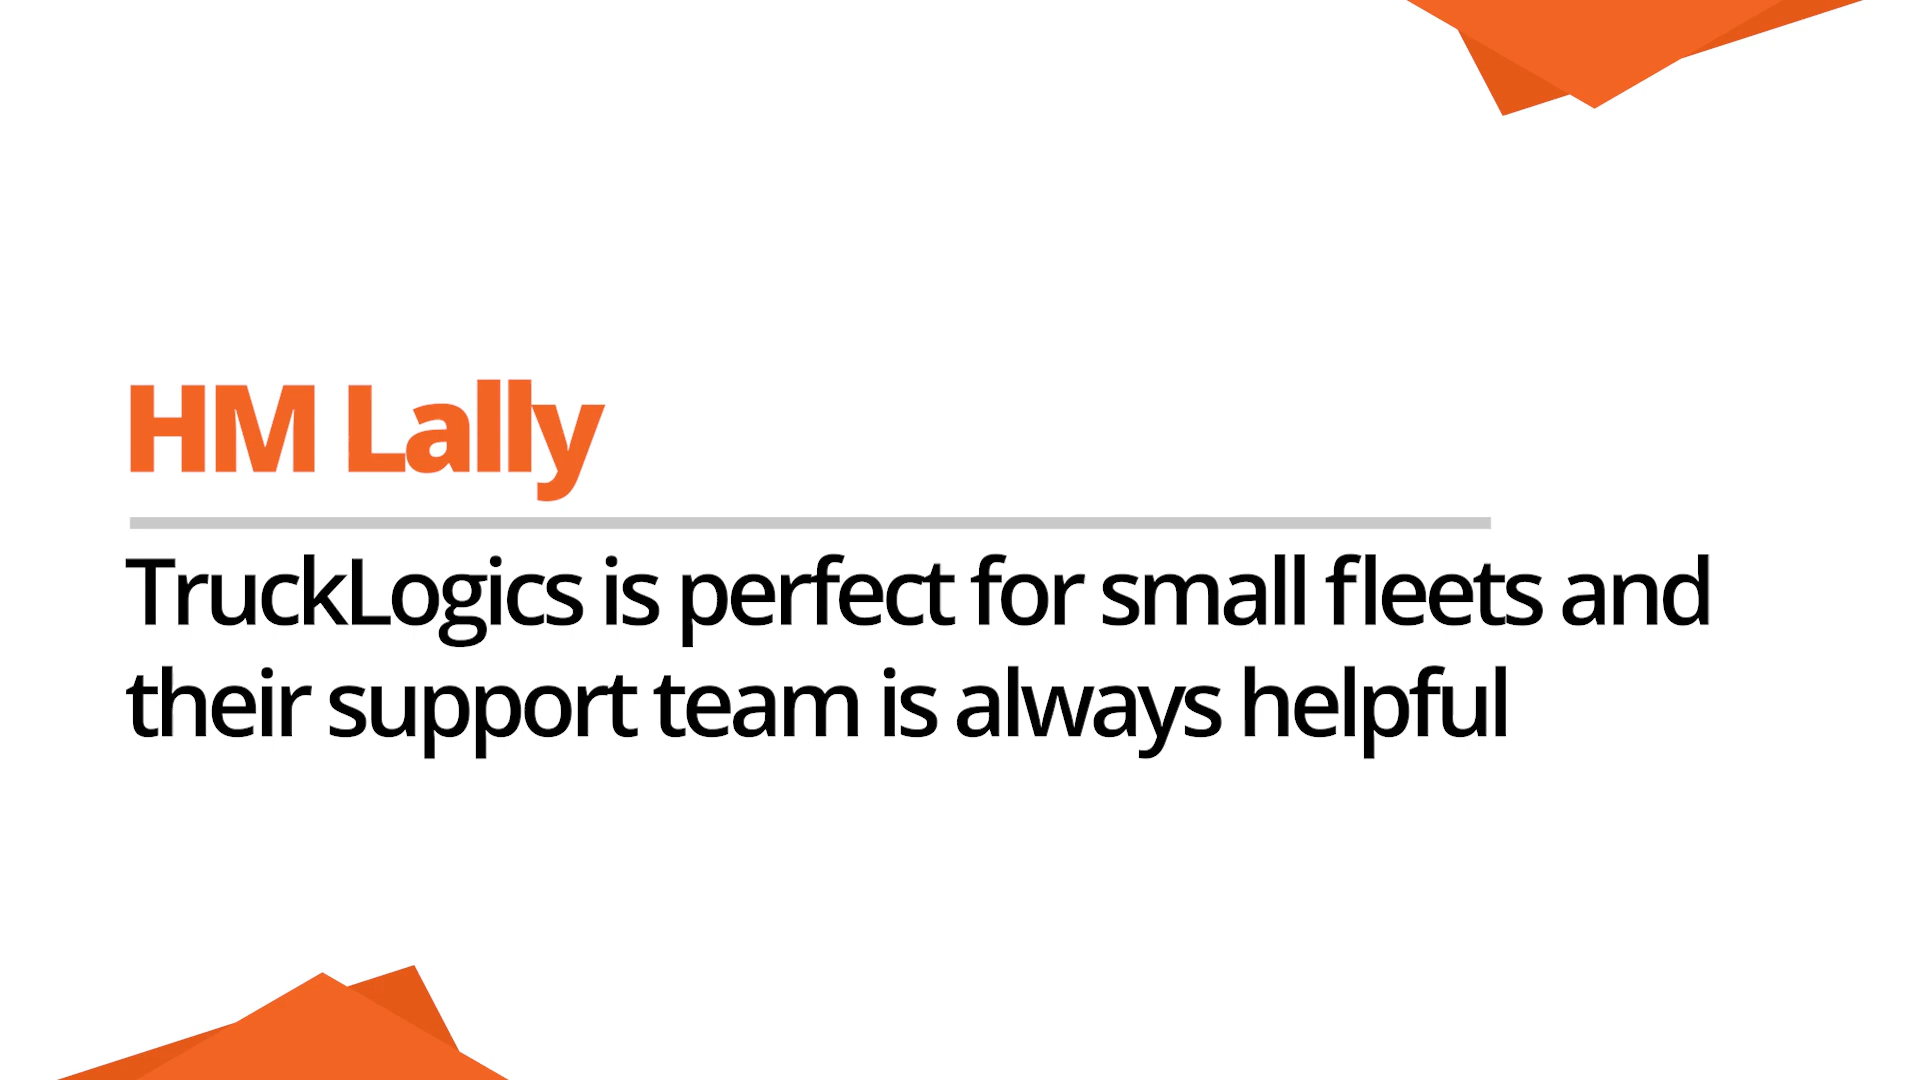 HM Lally
TruckLogics is perfect for small fleets and
their support team is always helpful